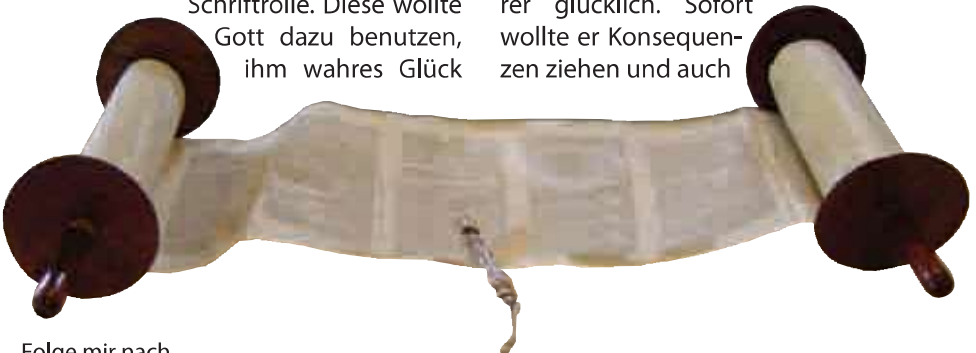 Schriftrolle. Diese wollte
Gott dazu benutzen,
ihm wahres Glück
rer glücklich. Sofort
wollte er Konsequen-
zen ziehen und auch
Folge mir nach